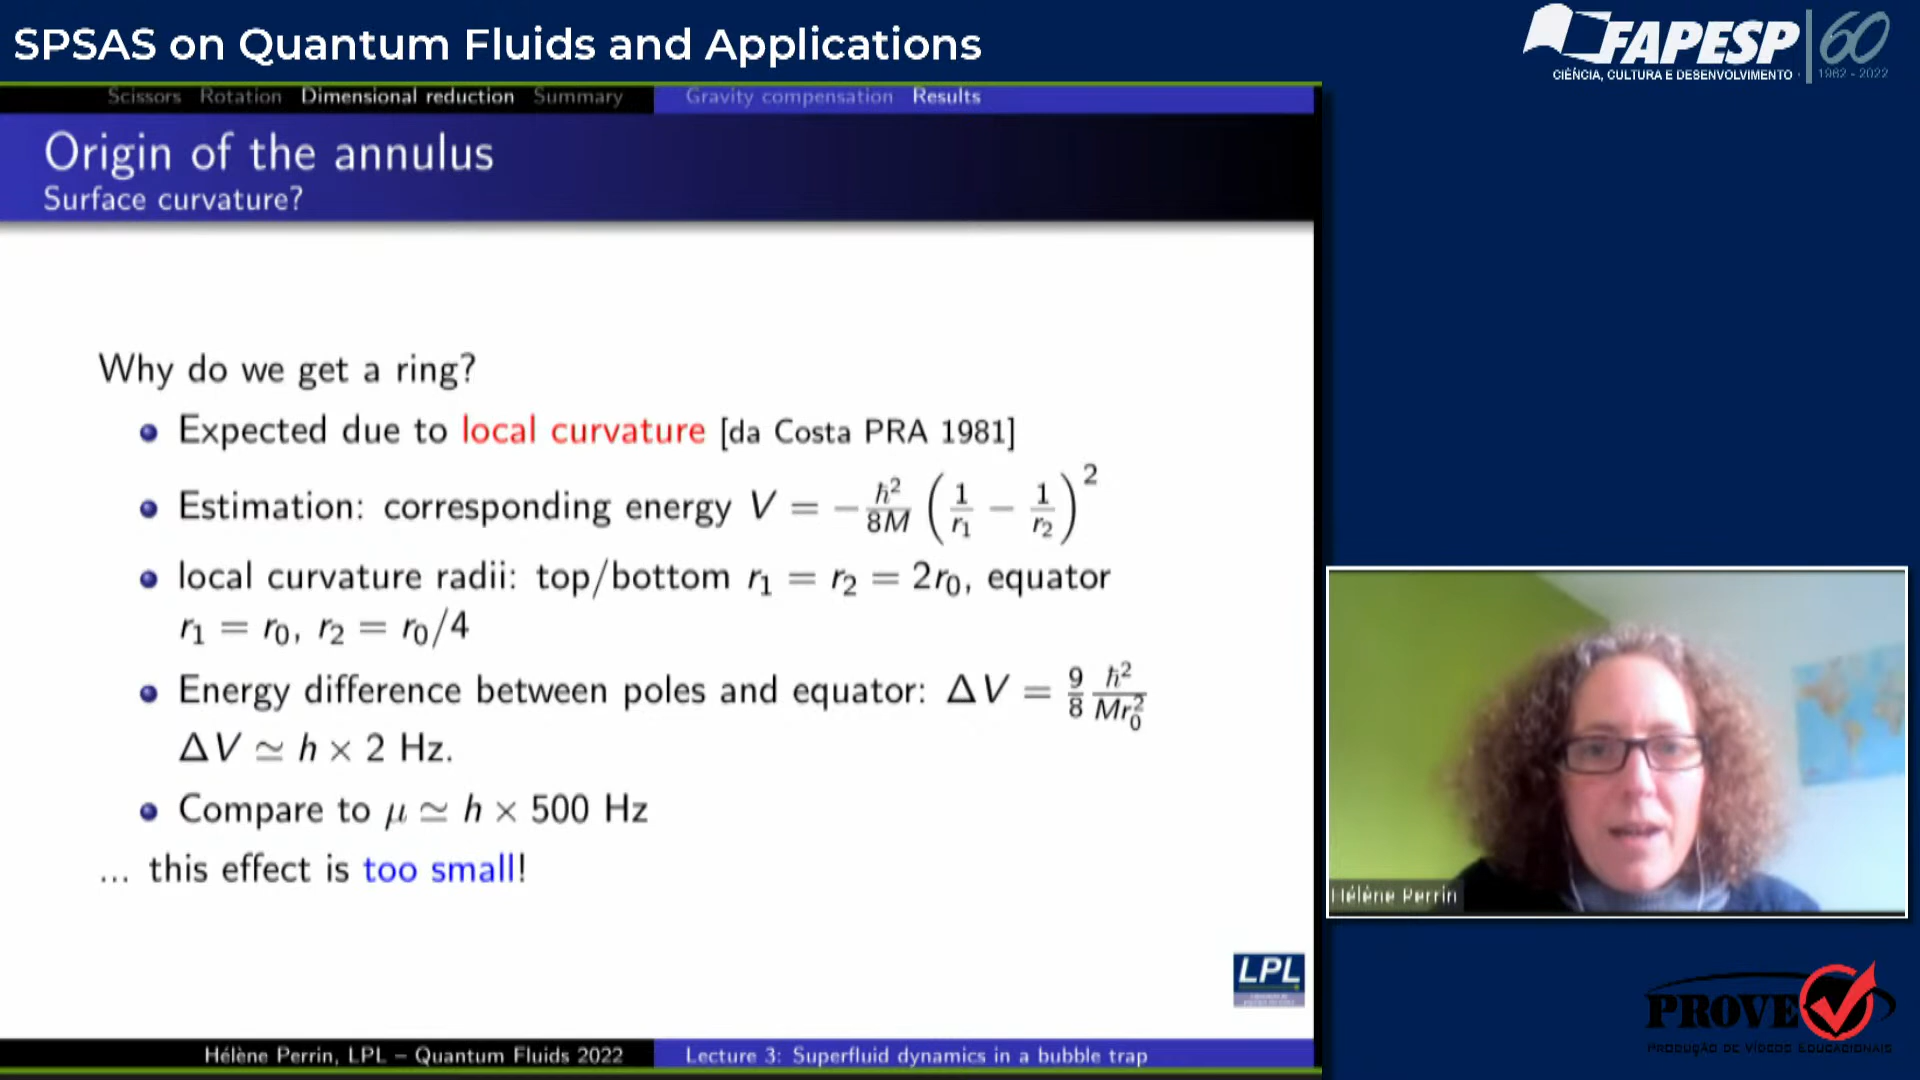 SPSAS on Quantum Fluids and Applications
FAPESP 60
CIÊNCIA, CULTURA E DESENVOLVIMENTO 1962 - 2022
Scissors Rotation Dimensional reduction Summary Gravity compensation Results
Origin of the annulus
Surface curvature?
Why do we get a ring?
Expected due to local curvature [da Costa PRA 1981]
Estimation: corresponding energy V = −ħ²/8M (1/r₁ − 1/r₂)²
local curvature radii: top/bottom r₁ = r₂ = 2r₀, equator
r₁ = r₀, r₂ = r₀/4
Energy difference between poles and equator: ΔV = 9/8 ħ²/Mr₀²
ΔV ≃ h × 2 Hz.
Compare to μ ≃ h × 500 Hz
... this effect is too small!
Hélène Perrin
LPL
PROVE
PRODUÇÃO DE VÍDEOS EDUCACIONAIS
Hélène Perrin, LPL – Quantum Fluids 2022 Lecture 3: Superfluid dynamics in a bubble trap